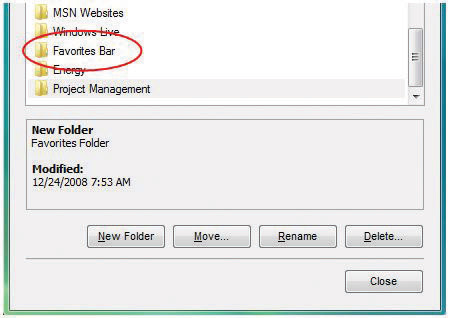 MSN Websites
Windows Live
Favorites Bar
Energy
Project Management
New Folder
Favorites Folder
Modified:
12/24/2008 7:53 AM
New Folder Move... Rename Delete...
Close